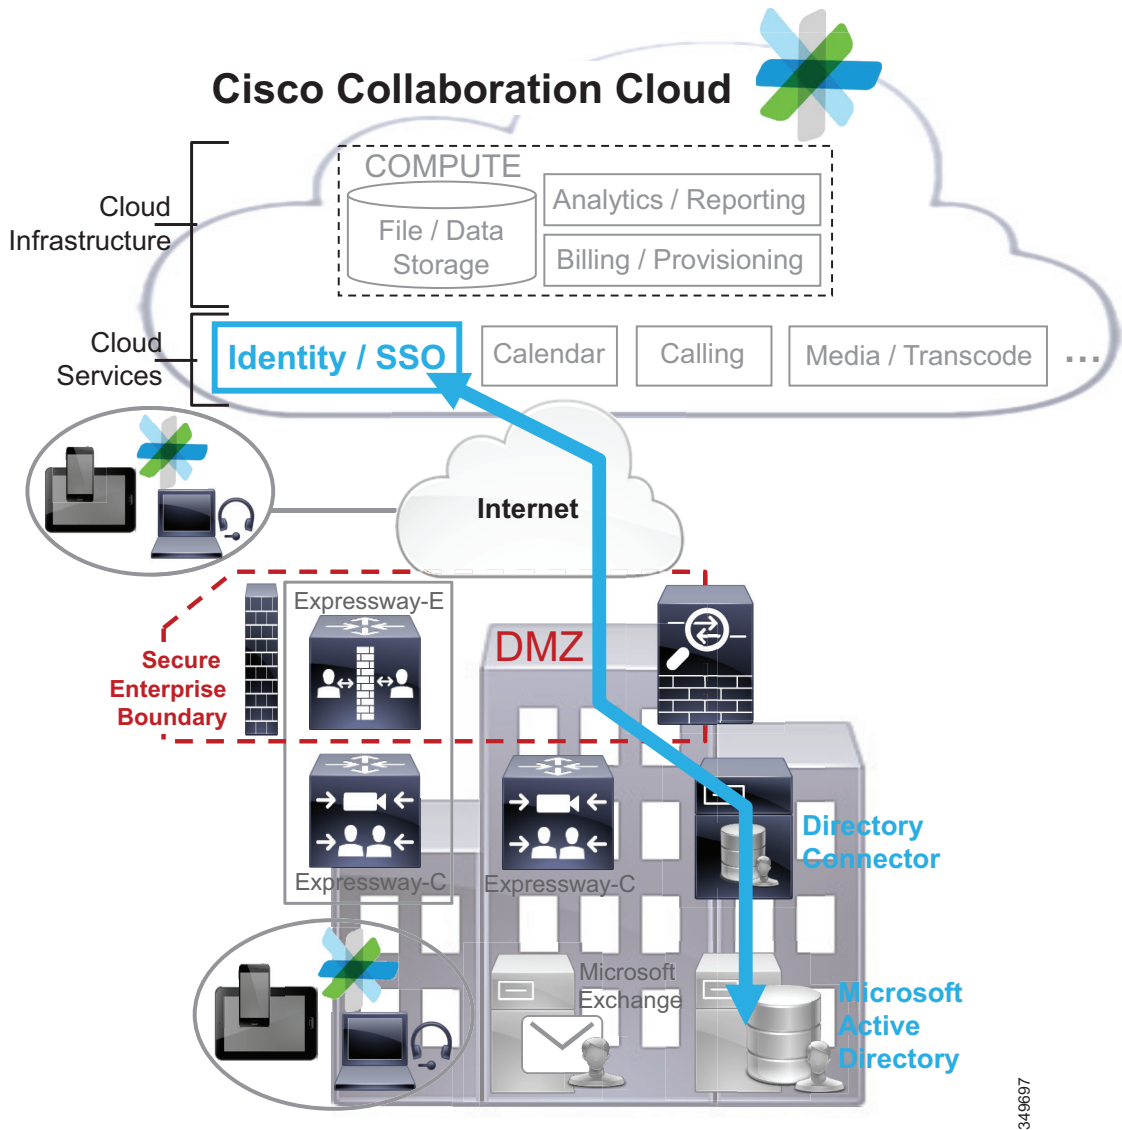 Cisco Collaboration Cloud
Cloud
Infrastructure
COMPUTE
File / Data
Storage
Analytics / Reporting
Billing / Provisioning
Cloud
Services
Identity / SSO
Calendar
Calling
Media / Transcode
...
Internet
Expressway-E
DMZ
Secure
Enterprise
Boundary
Expressway-C
Expressway-C
Directory
Connector
Microsoft
Exchange
Microsoft
Active
Directory
349697